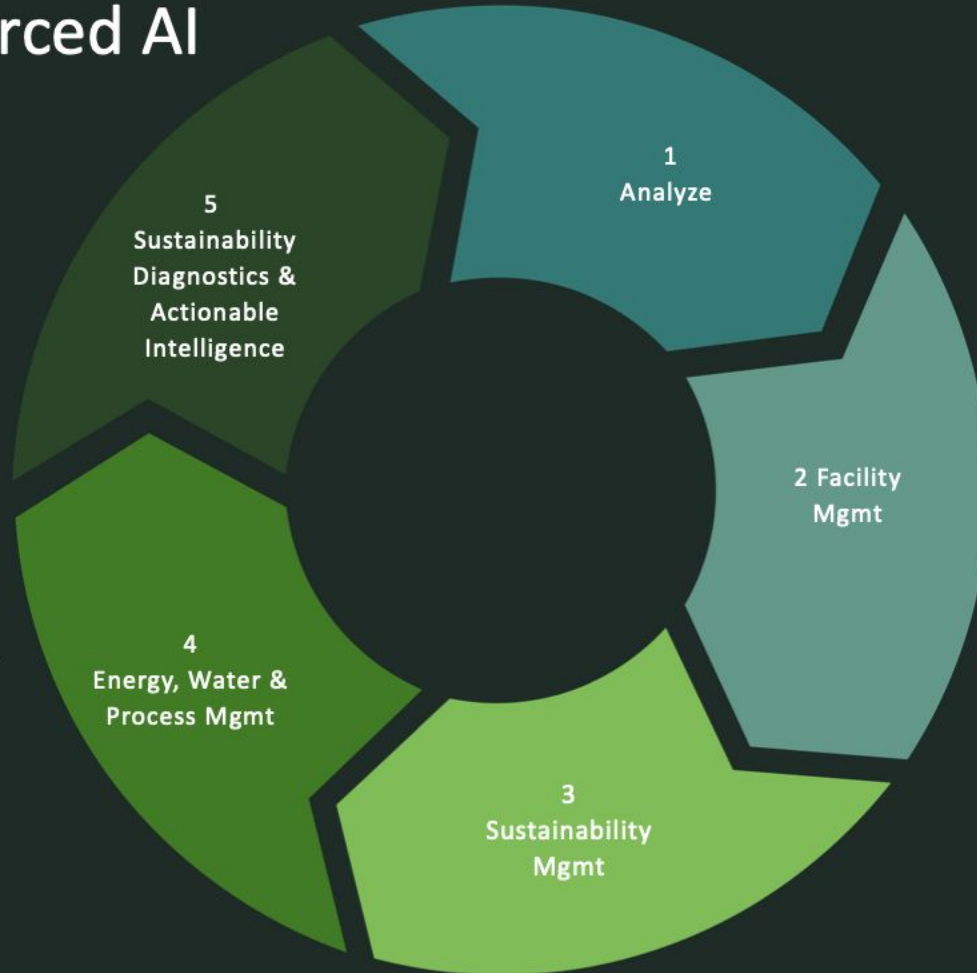 rced AI
1
Analyze
2 Facility
Mgmt
3
Sustainability
Mgmt
4
Energy, Water &
Process Mgmt
5
Sustainability
Diagnostics &
Actionable
Intelligence